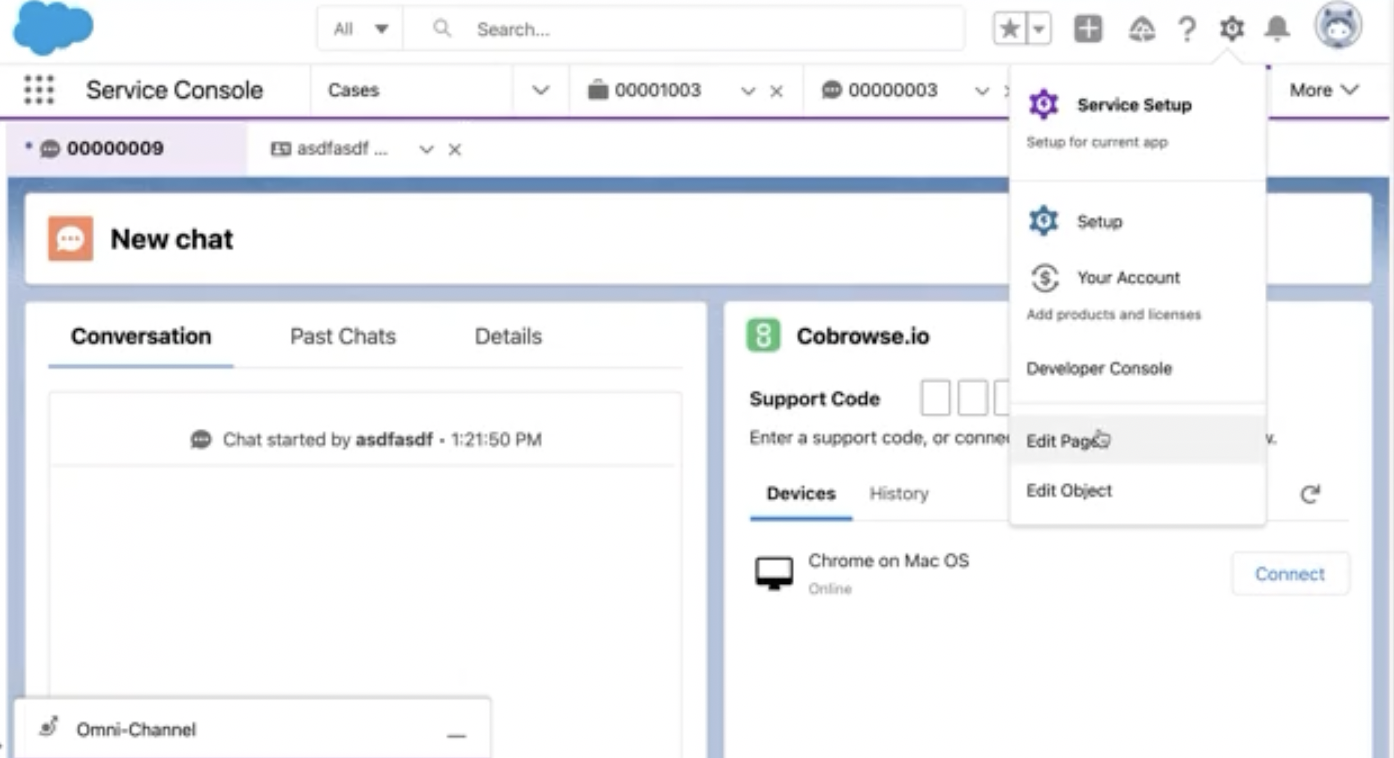 All
Search...
Service Console
Cases
00001003
00000003
More
• 00000009
asdfasdf ...
Service Setup
Setup for current app
Setup
Your Account
Add products and licenses
Developer Console
Edit Page
Edit Object
New chat
Conversation Past Chats Details
Chat started by asdfasdf • 1:21:50 PM
Cobrowse.io
Support Code
Enter a support code, or
Devices History
Chrome on Mac OS
Online
Connect
Omni-Channel